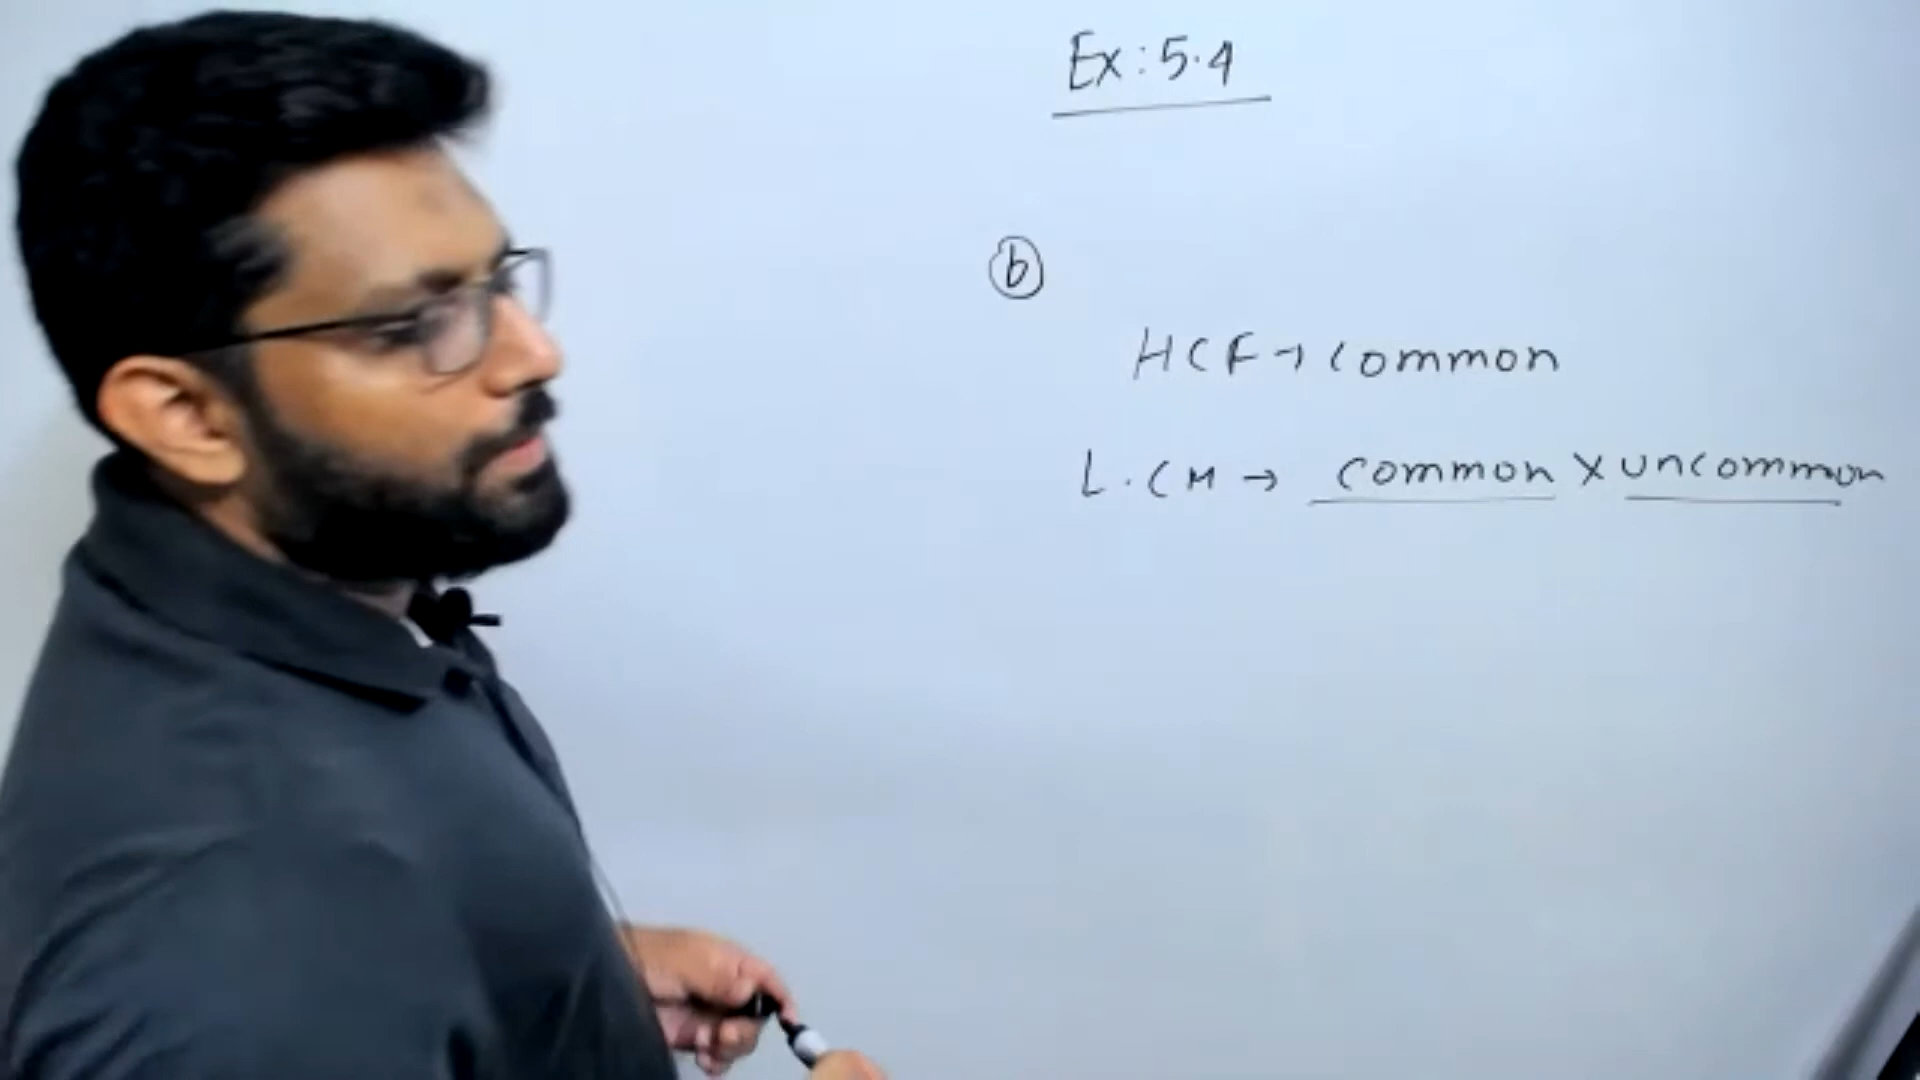 Ex: 5.4
b
HCF → common
L.CM → common x uncommon